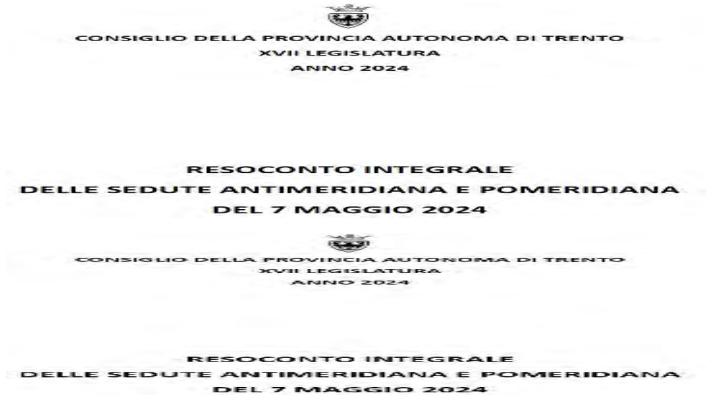 CONSIGLIO DELLA PROVINCIA AUTONOMA DI TRENTO
XVII LEGISLATURA
ANNO 2024
RESOCONTO INTEGRALE
DELLE SEDUTE ANTIMERIDIANA E POMERIDIANA
DEL 7 MAGGIO 2024
CONSIGLIO DELLA PROVINCIA AUTONOMA DI TRENTO
XVII LEGISLATURA
ANNO 2024
RESOCONTO INTEGRALE
DELLE SEDUTE ANTIMERIDIANA E POMERIDIANA
DEL 7 MAGGIO 2024